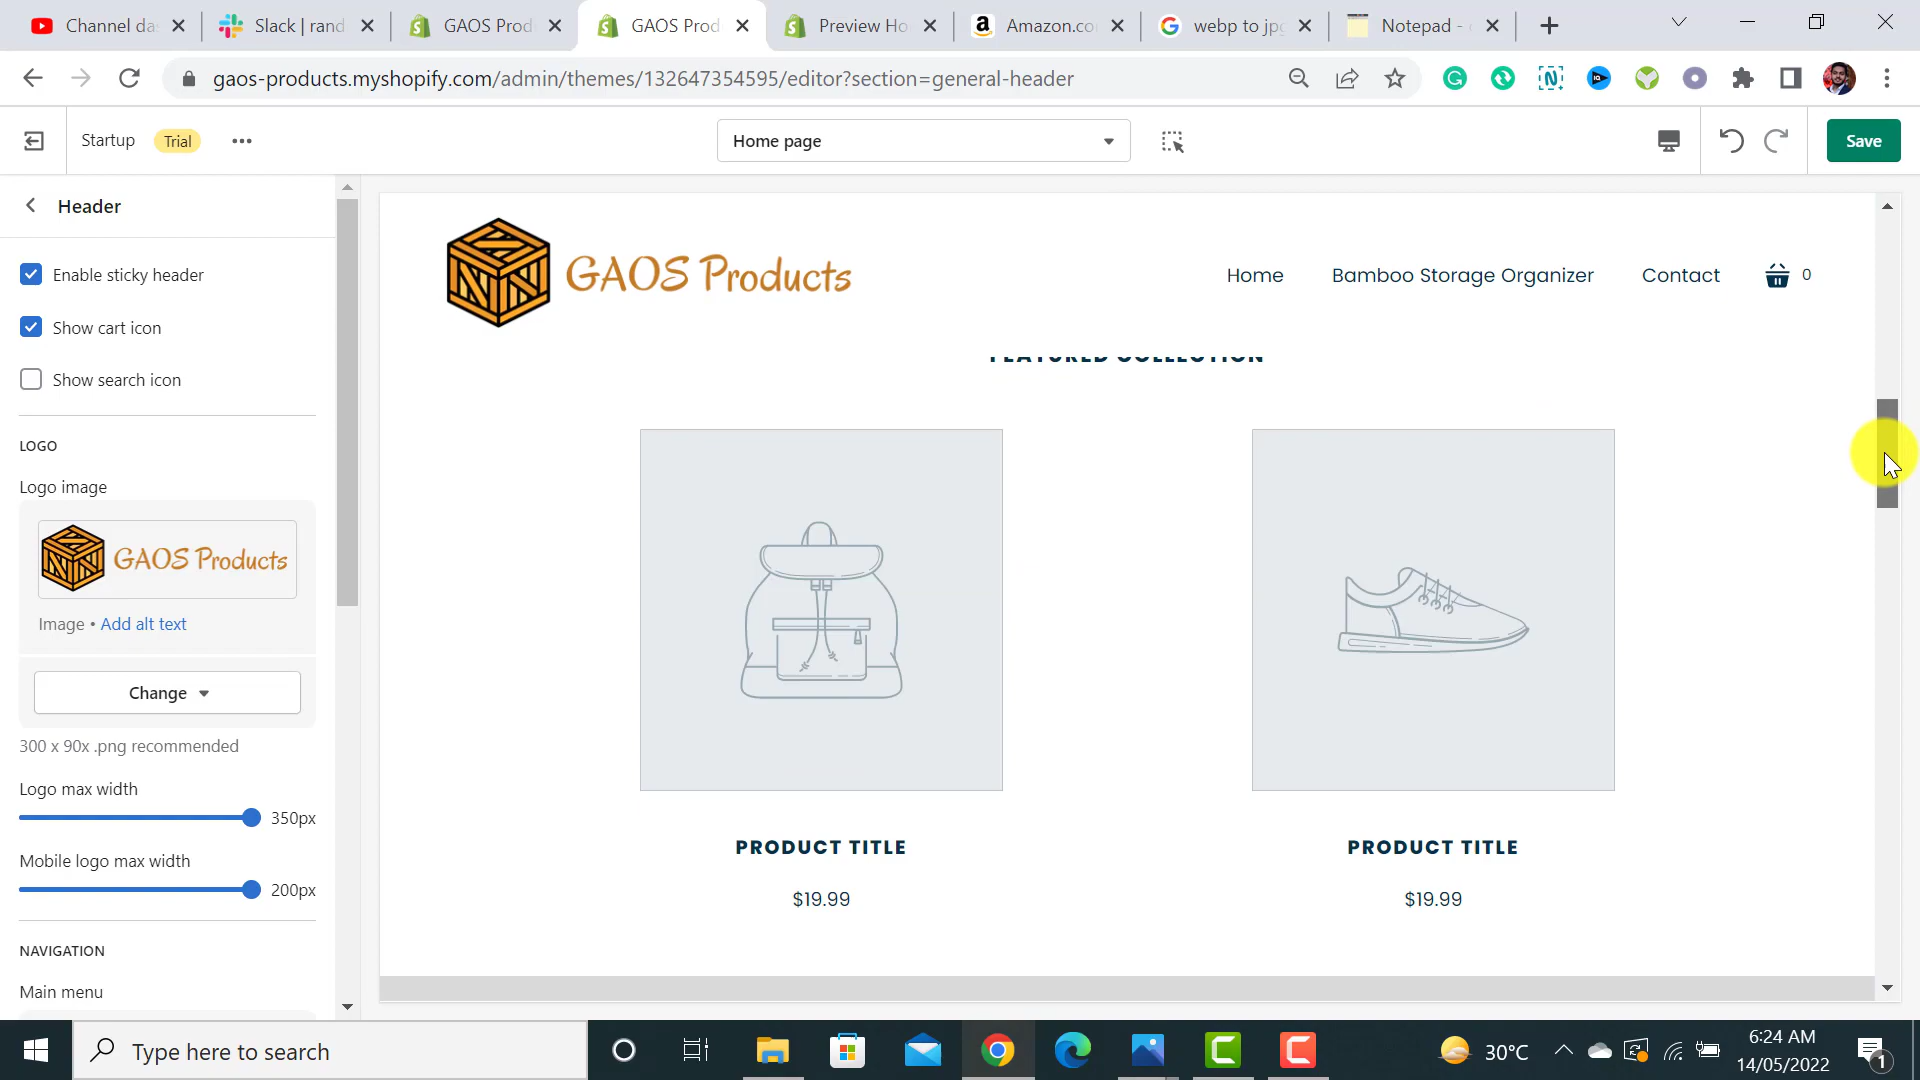 Channel da
Slack | rand
GAOS Prod
GAOS Prod
Preview Ho
Amazon.co
webp to jpg
Notepad -
gaos-products.myshopify.com/admin/themes/132647354595/editor?section=general-header
Startup
Trial
Home page
Save
Header
Enable sticky header
Show cart icon
Show search icon
LOGO
Logo image
GAOS Products
Image • Add alt text
Change
300 x 90x .png recommended
Logo max width
350px
Mobile logo max width
200px
NAVIGATION
Main menu
GAOS Products
Home
Bamboo Storage Organizer
Contact
0
FEATURED COLLECTION
PRODUCT TITLE
$19.99
PRODUCT TITLE
$19.99
Type here to search
30°C
6:24 AM
14/05/2022
1